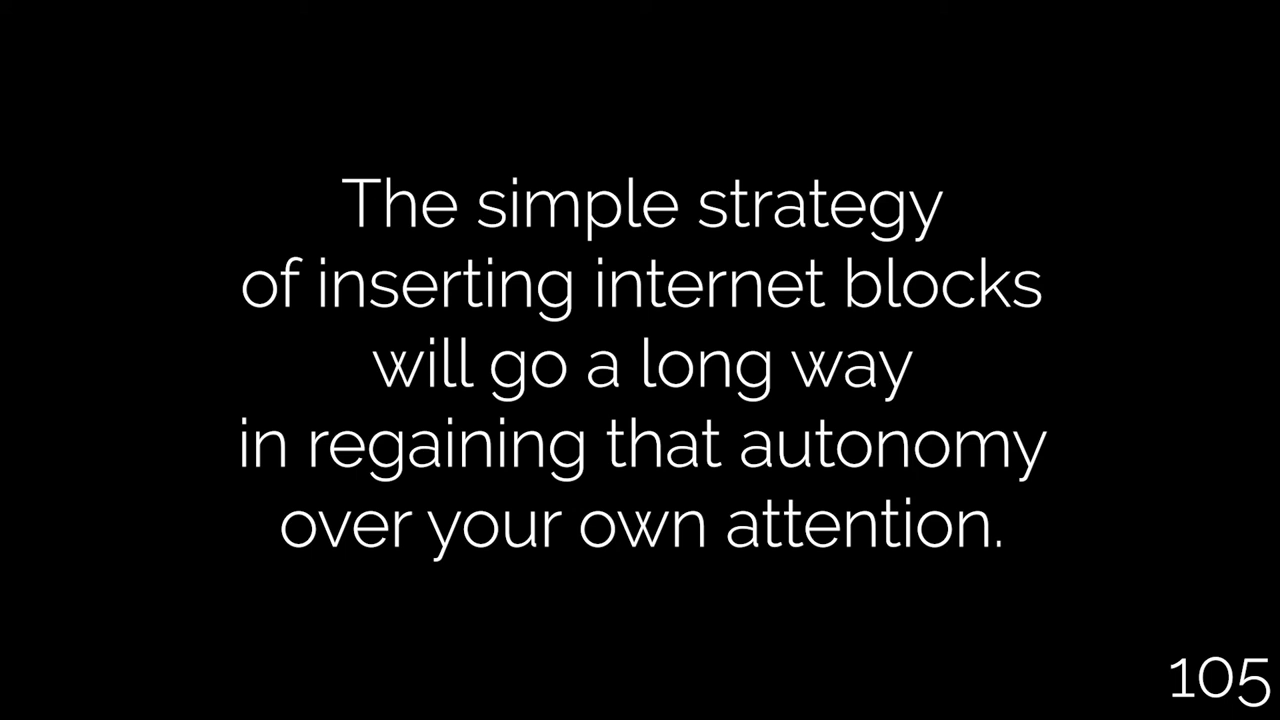 The simple strategy
of inserting internet blocks
will go a long way
in regaining that autonomy
over your own attention.
105